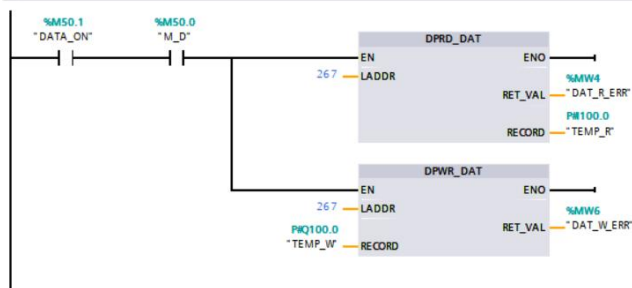 %M50.1
"DATA_ON"
%M50.0
"M_D"
DPRD_DAT
EN
ENO
267
LADDR
%MW4
RET_VAL
"DAT_R_ERR"
P#I100.0
RECORD
"TEMP_R"
DPWR_DAT
EN
ENO
267
LADDR
%MW6
RET_VAL
"DAT_W_ERR"
P#Q100.0
"TEMP_W"
RECORD